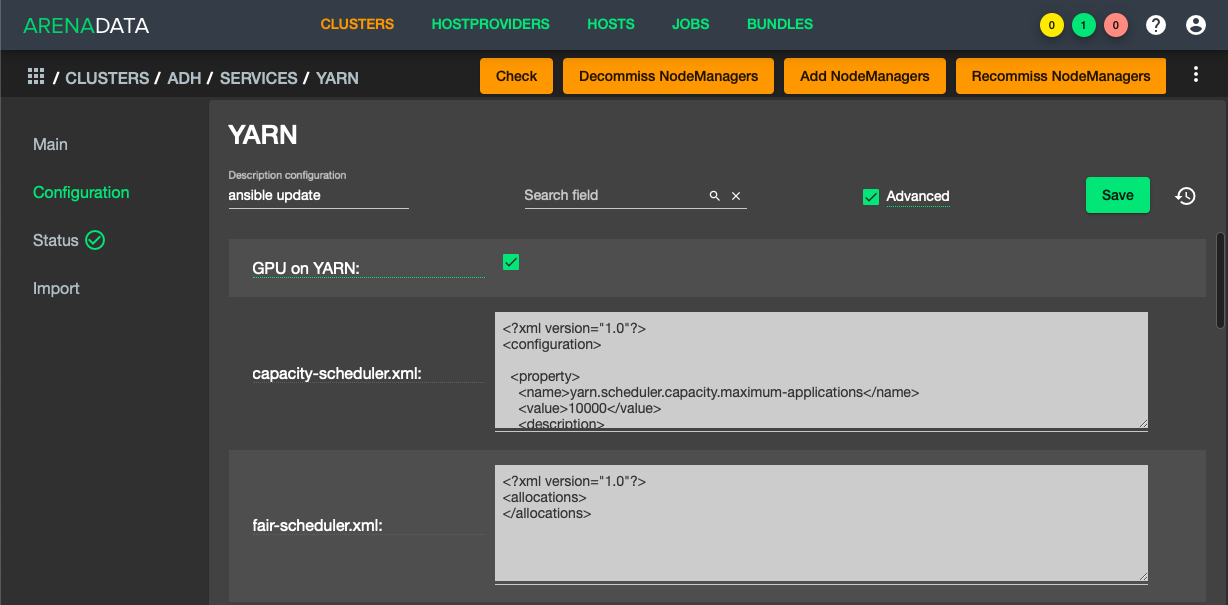 ARENADATA
CLUSTERS HOSTPROVIDERS HOSTS JOBS BUNDLES
0 1 0 ?
/ CLUSTERS / ADH / SERVICES / YARN
Check Decommiss NodeManagers Add NodeManagers Recommiss NodeManagers
Main
Configuration
Status
Import
YARN
Description configuration
ansible update
Search field
Advanced
Save
GPU on YARN:
capacity-scheduler.xml:
<?xml version="1.0"?>
<configuration>
<property>
<name>yarn.scheduler.capacity.maximum-applications</name>
<value>10000</value>
<description>
fair-scheduler.xml:
<?xml version="1.0"?>
<allocations>
</allocations>